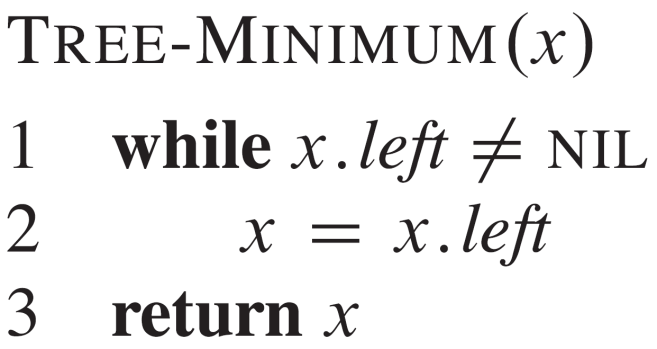 TREE-MINIMUM(x)
1 while x.left ≠ NIL
2 x = x.left
3 return x